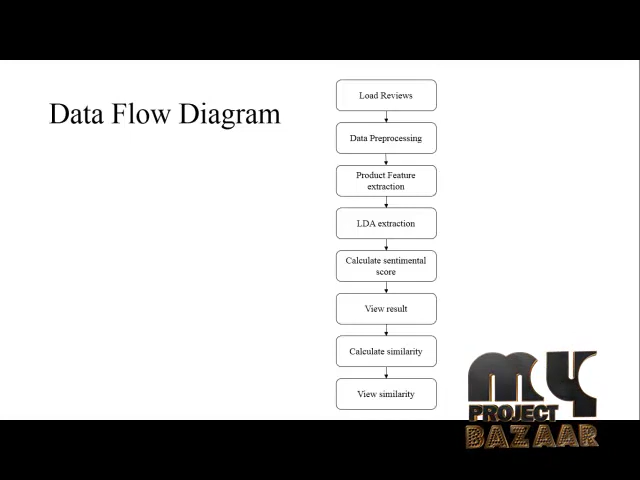 Data Flow Diagram
Load Reviews
Data Preprocessing
Product Feature
extraction
LDA extraction
Calculate sentimental
score
View result
Calculate similarity
View similarity
my
PROJECT
BAZAAR